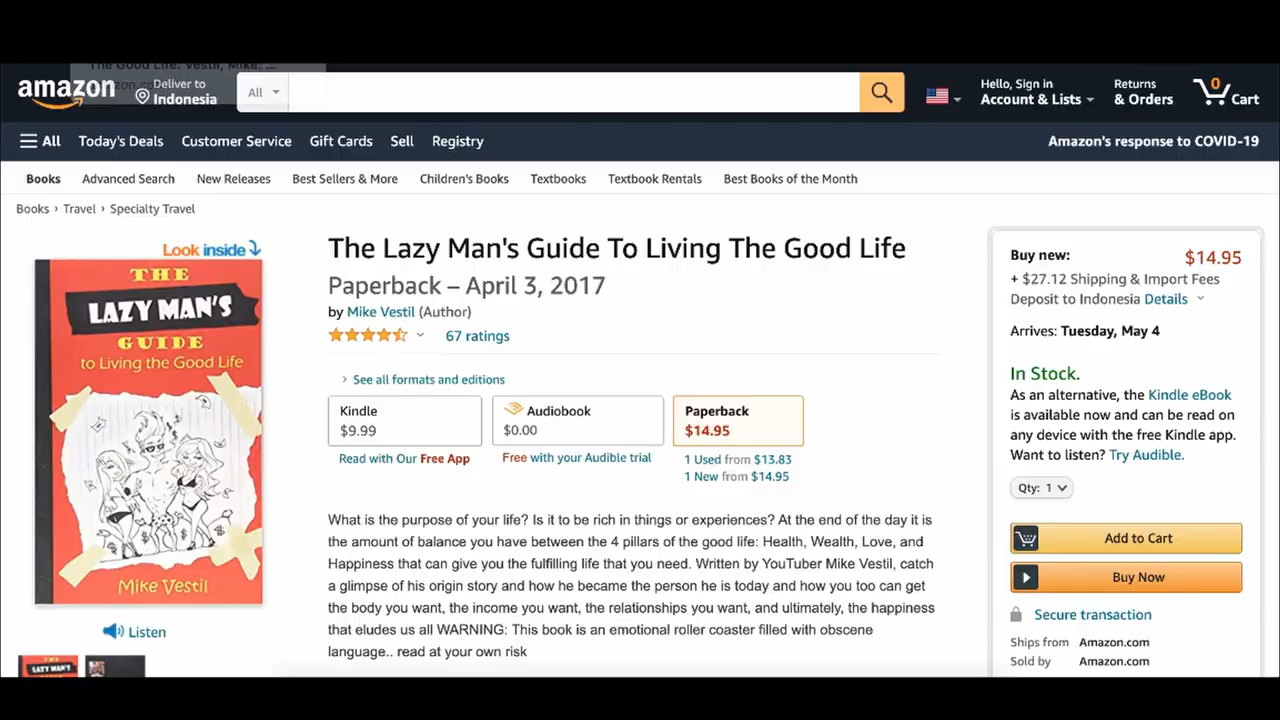 The Good Life: Vestil, Mike: ...
amazon
Deliver to
Indonesia
All
Hello, Sign in
Account & Lists
Returns
& Orders
0
Cart
All
Today's Deals
Customer Service
Gift Cards
Sell
Registry
Amazon's response to COVID-19
Books
Advanced Search
New Releases
Best Sellers & More
Children's Books
Textbooks
Textbook Rentals
Best Books of the Month
Books › Travel › Specialty Travel
Look inside
THE
LAZY MAN'S
GUIDE
to Living the Good Life
Mike Vestil
Listen
LAZY MAN'S
The Lazy Man's Guide To Living The Good Life
Paperback – April 3, 2017
by Mike Vestil (Author)
67 ratings
› See all formats and editions
Kindle
$9.99
Read with Our Free App
Audiobook
$0.00
Free with your Audible trial
Paperback
$14.95
1 Used from $13.83
1 New from $14.95
What is the purpose of your life? Is it to be rich in things or experiences? At the end of the day it is
the amount of balance you have between the 4 pillars of the good life: Health, Wealth, Love, and
Happiness that can give you the fulfilling life that you need. Written by YouTuber Mike Vestil, catch
a glimpse of his origin story and how he became the person he is today and how you too can get
the body you want, the income you want, the relationships you want, and ultimately, the happiness
that eludes us all WARNING: This book is an emotional roller coaster filled with obscene
language.. read at your own risk
Buy new:
$14.95
+ $27.12 Shipping & Import Fees
Deposit to Indonesia Details
Arrives: Tuesday, May 4
In Stock.
As an alternative, the Kindle eBook
is available now and can be read on
any device with the free Kindle app.
Want to listen? Try Audible.
Qty: 1
Add to Cart
Buy Now
Secure transaction
Ships from Amazon.com
Sold by Amazon.com